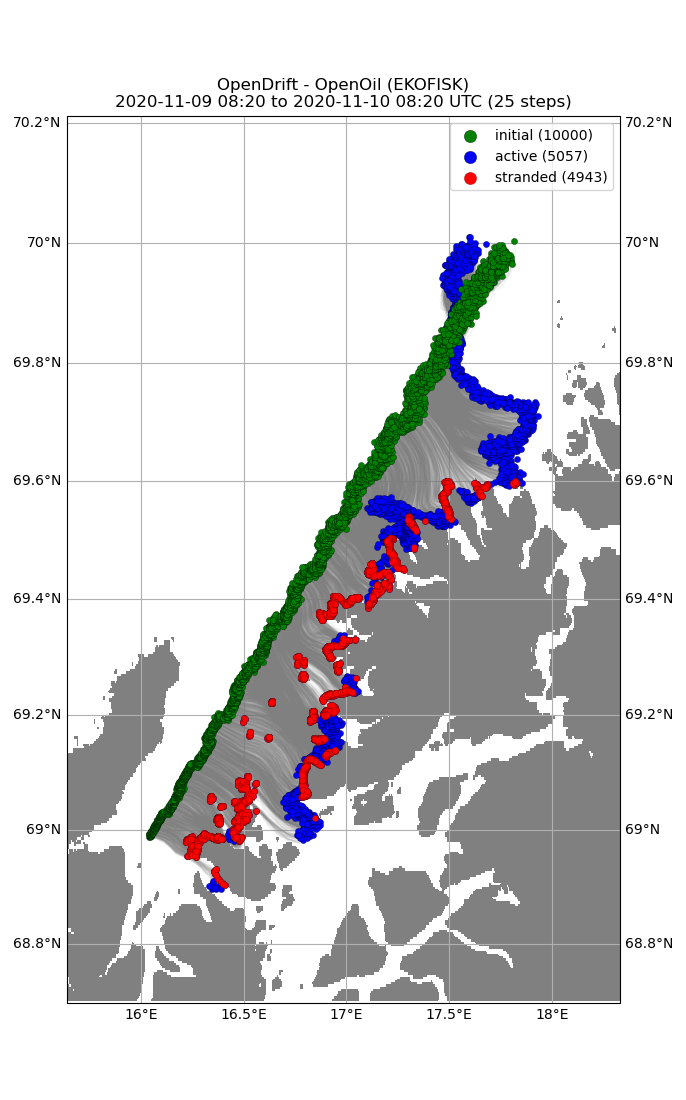 OpenDrift - OpenOil (EKOFISK)
2020-11-09 08:20 to 2020-11-10 08:20 UTC (25 steps)
70.2°N 70.2°N
initial (10000)
active (5057)
stranded (4943)
70°N 70°N
69.8°N 69.8°N
69.6°N 69.6°N
69.4°N 69.4°N
69.2°N 69.2°N
69°N 69°N
68.8°N 68.8°N
16°E 16.5°E 17°E 17.5°E 18°E